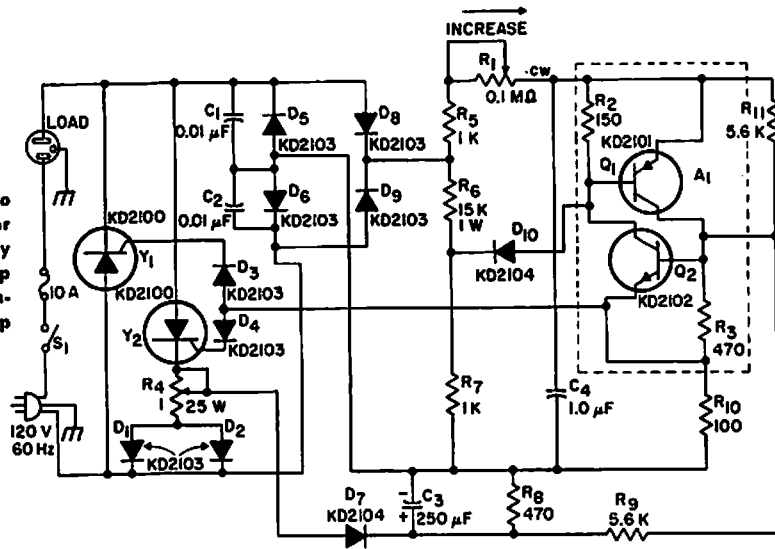 INCREASE
R1
0.1 MΩ
CW
C1
0.01 μF
D5
KD2103
D8
KD2103
R5
1 K
R2
150
KD2101
Q1
A1
R11
5.6 K
LOAD
C2
0.01 μF
D6
KD2103
D9
KD2103
R6
15 K
1 W
D10
KD2104
Q2
KD2102
o
r
y
p
-
p
KD2100
Y1
KD2100
D3
KD2103
D4
KD2103
Y2
10 A
S1
R3
470
R4
1
25 W
R7
1 K
C4
1.0 μF
R10
100
120 V
60 Hz
D1
D2
KD2103
D7
KD2104
-
+
C3
250 μF
R8
470
R9
5.6 K